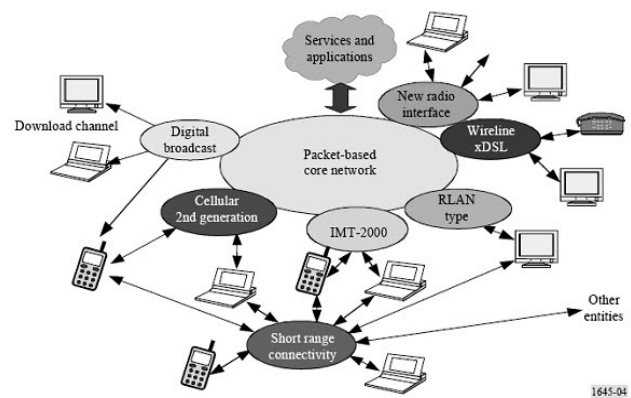 Services and
applications
New radio
interface
Download channel
Digital
broadcast
Wireline
xDSL
Packet-based
core network
Cellular
2nd generation
RLAN
type
IMT-2000
Other
entities
Short range
connectivity
1645-04